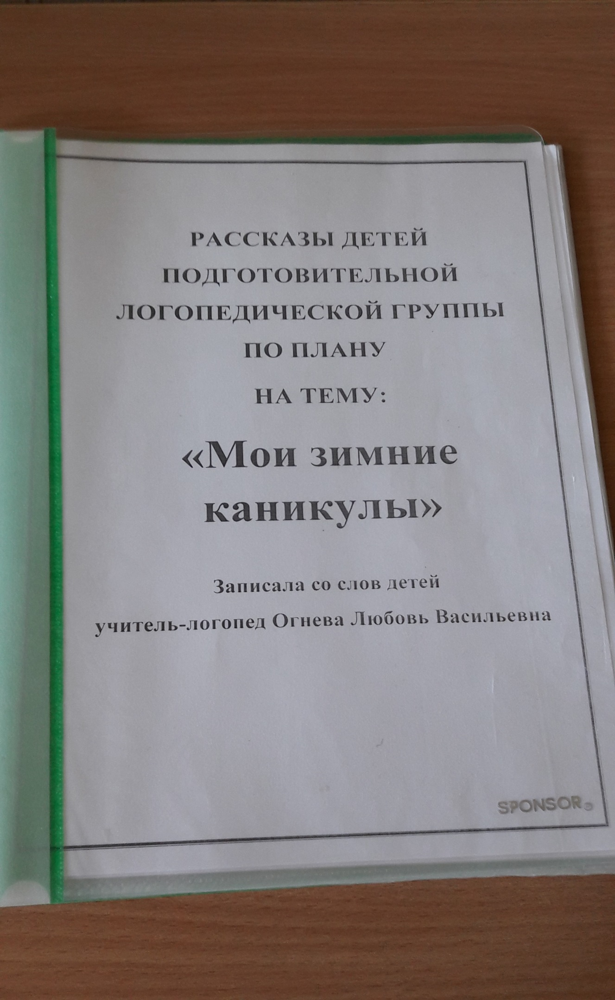 РАССКАЗЫ ДЕТЕЙ
ПОДГОТОВИТЕЛЬНОЙ
ЛОГОПЕДИЧЕСКОЙ ГРУППЫ
ПО ПЛАНУ
НА ТЕМУ:
«Мои зимние
каникулы»
Записала со слов детей
учитель-логопед Огнева Любовь Васильевна
SPONSOR®